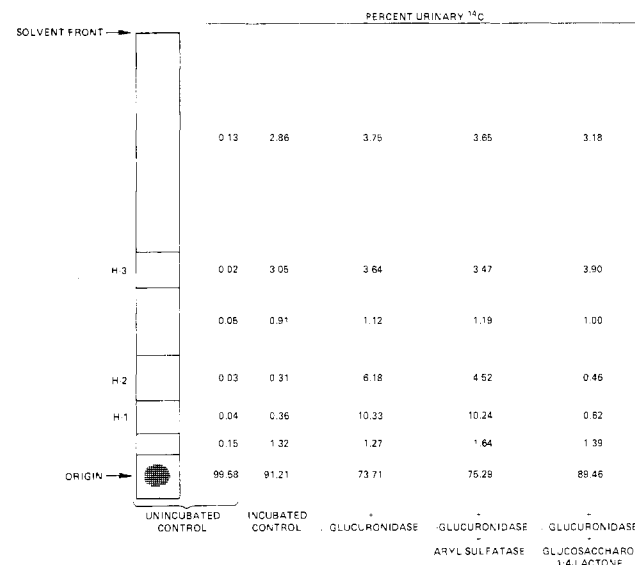 PERCENT URINARY ¹⁴C
SOLVENT FRONT
0.13 2.86 3.75 3.65 3.18
H-3 0.02 3.05 3.64 3.47 3.90
0.05 0.91 1.12 1.19 1.00
H-2 0.03 0.31 6.18 4.52 0.46
H-1 0.04 0.36 10.33 10.24 0.62
0.15 1.32 1.27 1.64 1.39
ORIGIN 99.58 91.21 73.71 75.29 89.46
UNINCUBATED INCUBATED + + +
CONTROL CONTROL GLUCURONIDASE -GLUCURONIDASE GLUCURONIDASE
+ +
ARYL SULFATASE GLUCOSACCHARO
1:4-LACTONE